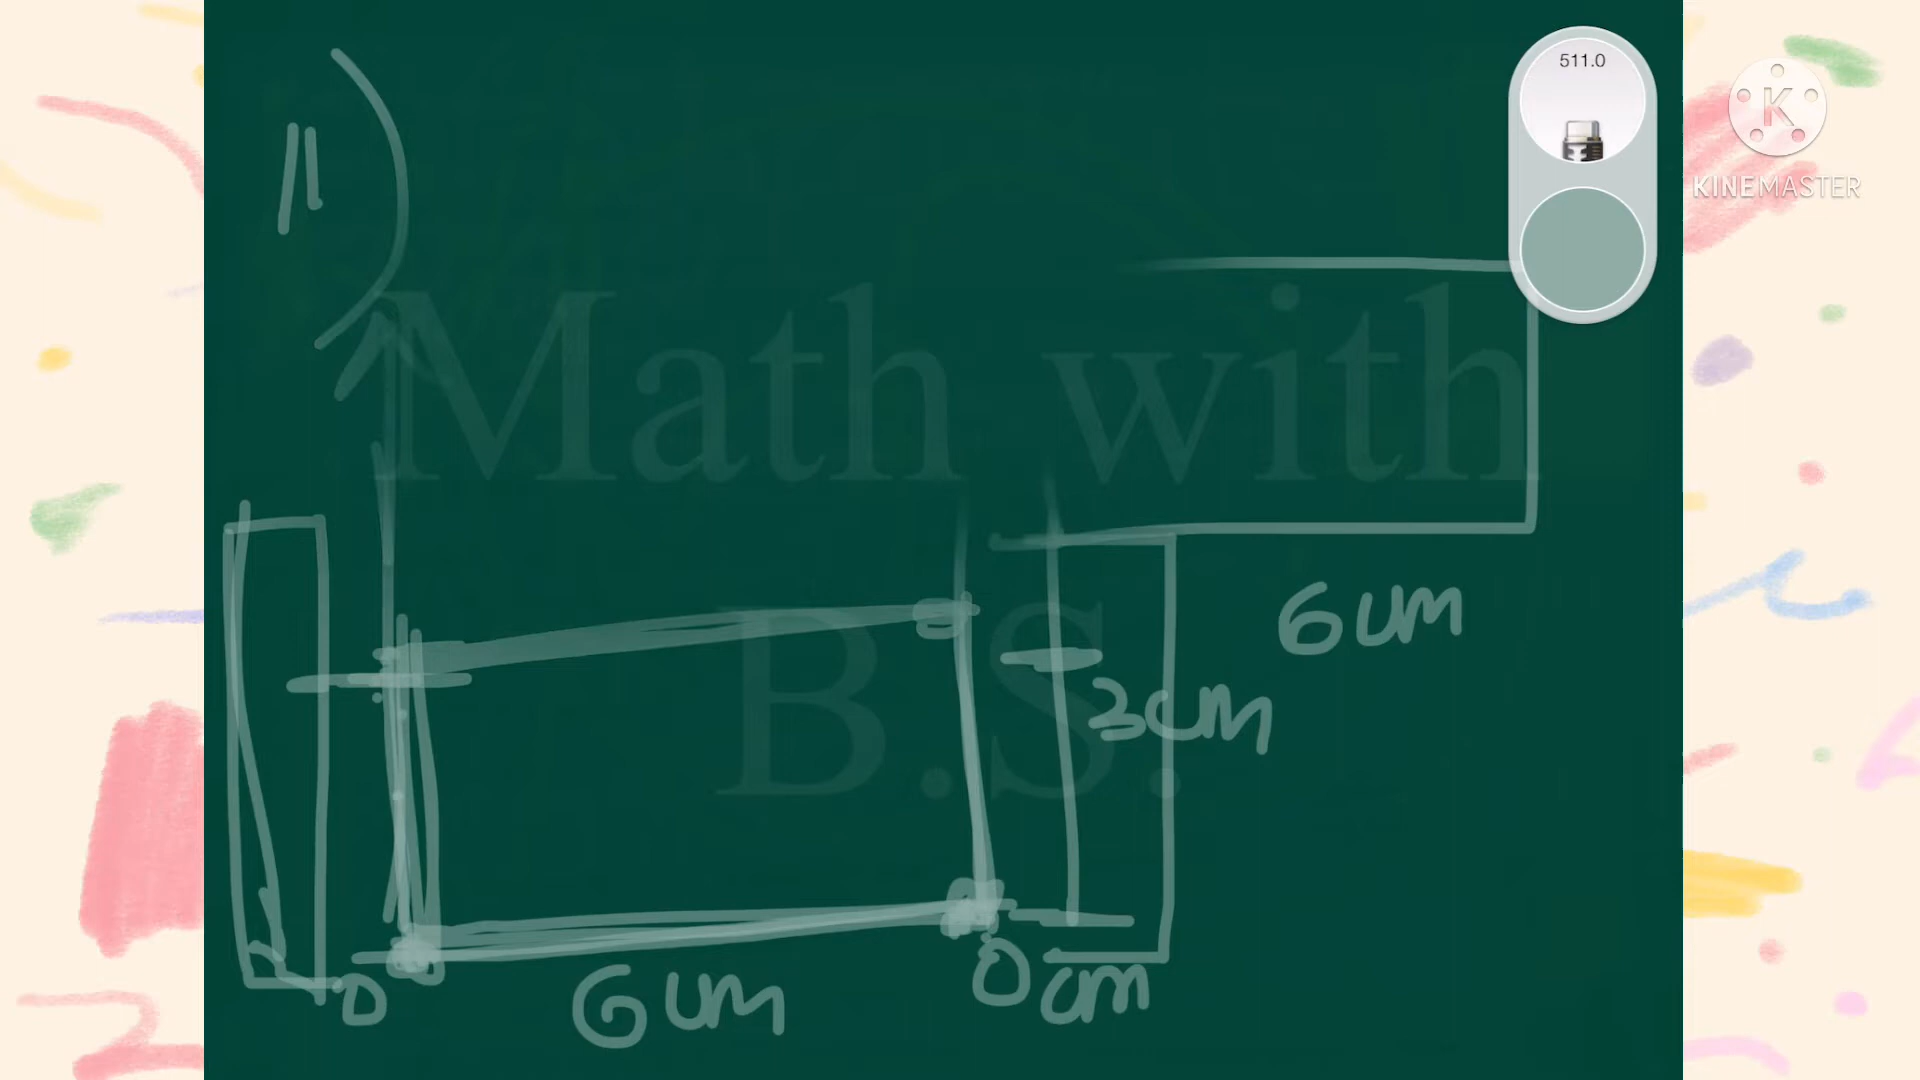 511.0
KINEMASTER
11)
Math with
B.S.
6cm
3cm
0
6cm
0cm